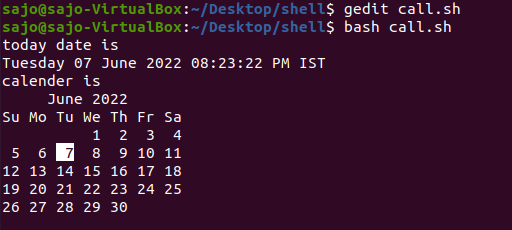 sajo@sajo-VirtualBox:~/Desktop/shell$ gedit call.sh
sajo@sajo-VirtualBox:~/Desktop/shell$ bash call.sh
today date is
Tuesday 07 June 2022 08:23:22 PM IST
calender is
     June 2022
Su Mo Tu We Th Fr Sa
          1  2  3  4
 5  6  7  8  9 10 11
12 13 14 15 16 17 18
19 20 21 22 23 24 25
26 27 28 29 30